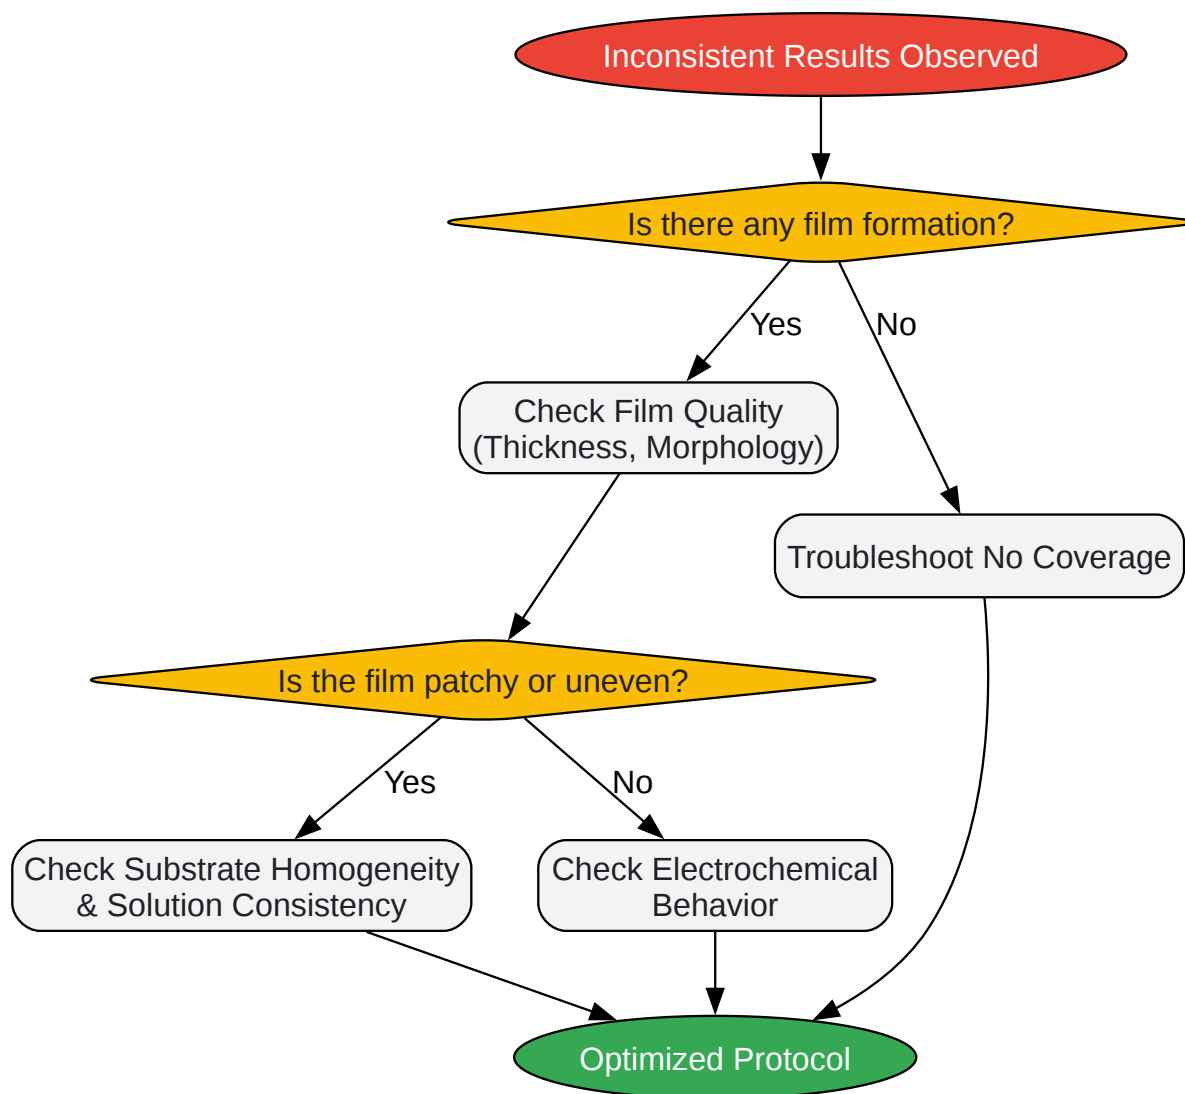 Inconsistent Results Observed
Is there any film formation?
Yes
No
Check Film Quality
(Thickness, Morphology)
Troubleshoot No Coverage
Is the film patchy or uneven?
Yes
No
Check Substrate Homogeneity
& Solution Consistency
Check Electrochemical
Behavior
Optimized Protocol